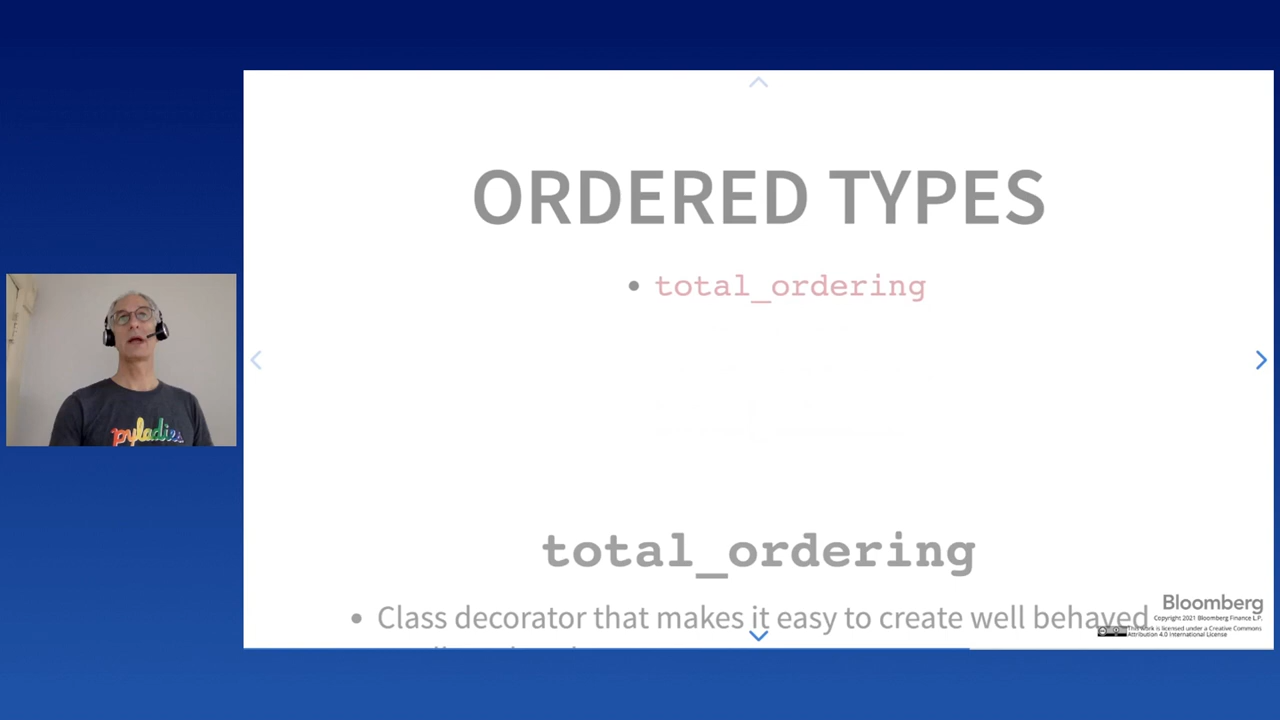 ORDERED TYPES
• total_ordering
total_ordering
• Class decorator that makes it easy to create well behaved
Bloomberg
Copyright 2021 Bloomberg Finance L.P.
This work is licensed under a Creative Commons
Attribution 4.0 International License
pyladies